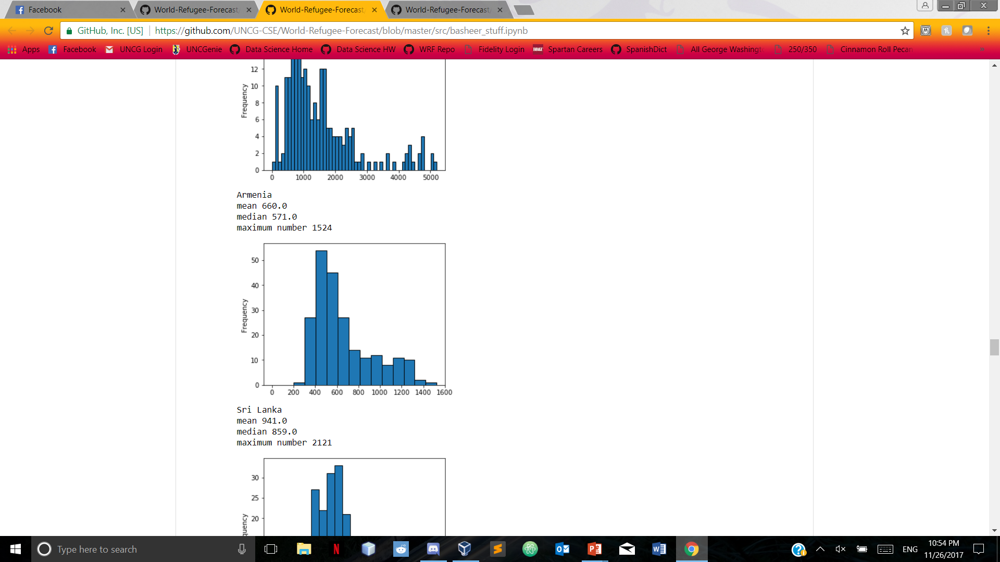 Facebook
World-Refugee-Forecast
World-Refugee-Forecast
World-Refugee-Forecast
GitHub, Inc. [US] https://github.com/UNCG-CSE/World-Refugee-Forecast/blob/master/src/basheer_stuff.ipynb
Apps Facebook UNCG Login UNCGenie Data Science Home Data Science HW WRF Repo Fidelity Login BB&T Spartan Careers SpanishDict All George Washingt 250/350 Cinnamon Roll Pecan
12
10
8
6
4
2
0
Frequency
0 1000 2000 3000 4000 5000
Armenia
mean 660.0
median 571.0
maximum number 1524
50
40
30
20
10
0
Frequency
0 200 400 600 800 1000 1200 1400 1600
Sri Lanka
mean 941.0
median 859.0
maximum number 2121
30
25
20
quency
Type here to search
ENG
10:54 PM
11/26/2017